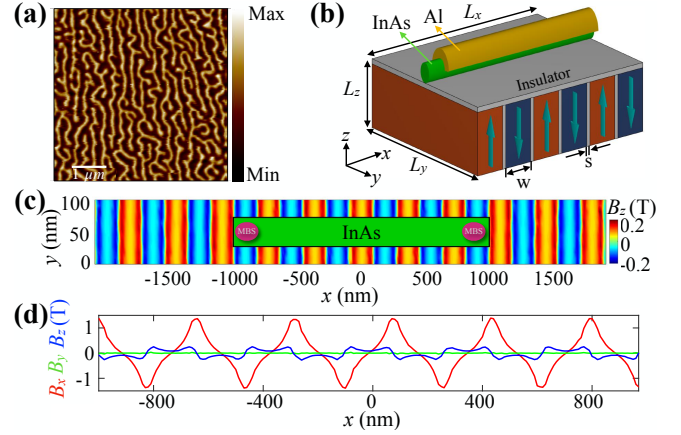 (a)
Max
1 μm
Min
(b)
InAs
Al
Lx
Insulator
Lz
z
x
y
Ly
w
s
(c)
y (nm)
100
50
0
MBS
InAs
MBS
Bz (T)
0.2
0
-0.2
-1500
-1000
-500
0
500
1000
1500
x (nm)
(d)
Bx By Bz (T)
1
0
-1
-800
-400
0
400
800
x (nm)